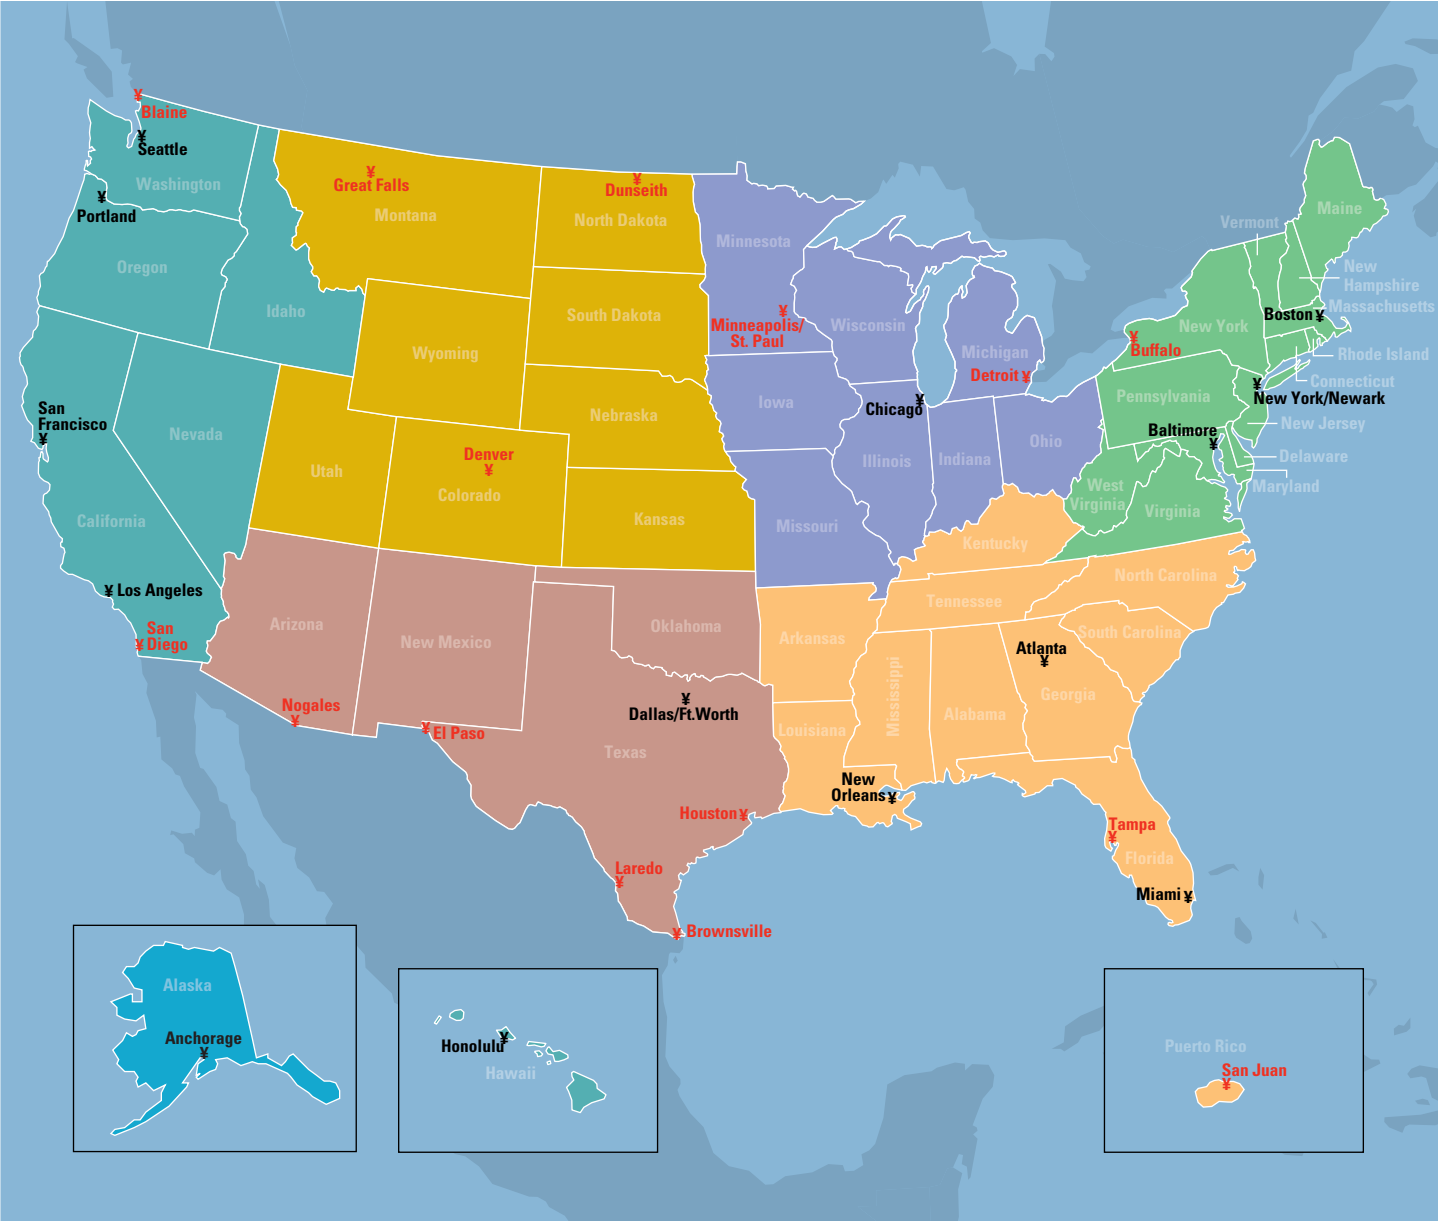 ¥
Blaine
¥
Seattle
Washington
¥
Portland
Oregon
Idaho
¥
Great Falls
Montana
¥
Dunseith
North Dakota
Minnesota
South Dakota
Wyoming
¥
Minneapolis/
St. Paul
Wisconsin
Michigan
Detroit ¥
Maine
Vermont
New
Hampshire
Massachusetts
Boston ¥
New York
¥
Buffalo
Rhode Island
Connecticut
¥
New York/Newark
Pennsylvania
New Jersey
Baltimore
¥
Delaware
Maryland
San
Francisco
¥
Nevada
California
Utah
Denver
¥
Colorado
Nebraska
Kansas
Iowa
Chicago ¥
Illinois
Indiana
Ohio
Missouri
West
Virginia
Virginia
Kentucky
North Carolina
Tennessee
South Carolina
¥ Los Angeles
San
¥ Diego
Arizona
New Mexico
Oklahoma
Arkansas
Mississippi
Alabama
Atlanta
¥
Georgia
Nogales
¥
¥ El Paso
¥
Dallas/Ft.Worth
Texas
Louisiana
New
Orleans ¥
Houston ¥
Tampa
¥
Florida
Miami ¥
Laredo
¥
¥ Brownsville
Alaska
Anchorage
¥
¥
Honolulu
Hawaii
Puerto Rico
San Juan
¥